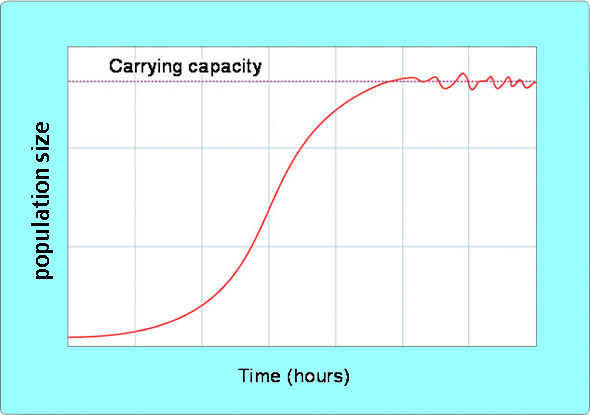 Carrying capacity
population size
Time (hours)